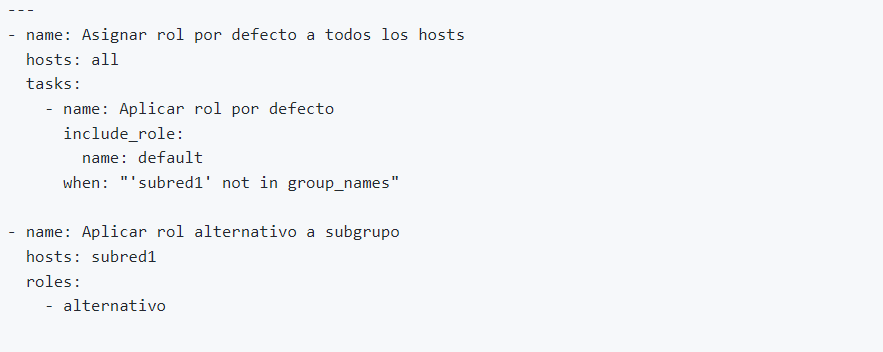 ---
- name: Asignar rol por defecto a todos los hosts
  hosts: all
  tasks:
    - name: Aplicar rol por defecto
      include_role:
        name: default
      when: "'subred1' not in group_names"

- name: Aplicar rol alternativo a subgrupo
  hosts: subred1
  roles:
    - alternativo